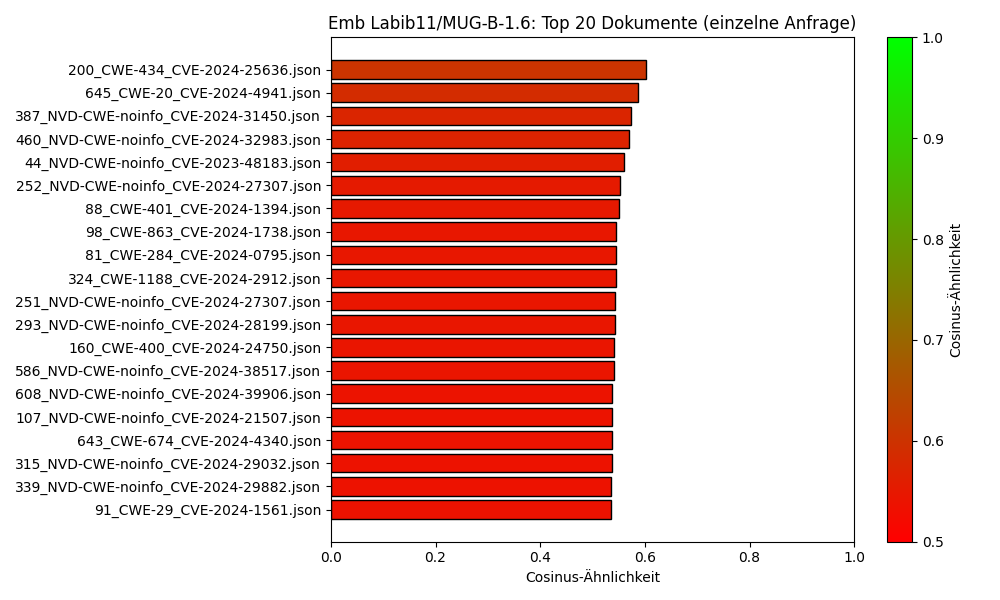 Emb Labib11/MUG-B-1.6: Top 20 Dokumente (einzelne Anfrage)
200_CWE-434_CVE-2024-25636.json
645_CWE-20_CVE-2024-4941.json
387_NVD-CWE-noinfo_CVE-2024-31450.json
460_NVD-CWE-noinfo_CVE-2024-32983.json
44_NVD-CWE-noinfo_CVE-2023-48183.json
252_NVD-CWE-noinfo_CVE-2024-27307.json
88_CWE-401_CVE-2024-1394.json
98_CWE-863_CVE-2024-1738.json
81_CWE-284_CVE-2024-0795.json
324_CWE-1188_CVE-2024-2912.json
251_NVD-CWE-noinfo_CVE-2024-27307.json
293_NVD-CWE-noinfo_CVE-2024-28199.json
160_CWE-400_CVE-2024-24750.json
586_NVD-CWE-noinfo_CVE-2024-38517.json
608_NVD-CWE-noinfo_CVE-2024-39906.json
107_NVD-CWE-noinfo_CVE-2024-21507.json
643_CWE-674_CVE-2024-4340.json
315_NVD-CWE-noinfo_CVE-2024-29032.json
339_NVD-CWE-noinfo_CVE-2024-29882.json
91_CWE-29_CVE-2024-1561.json
0.0 0.2 0.4 0.6 0.8 1.0
Cosinus-Ähnlichkeit
1.0
0.9
0.8
0.7
0.6
0.5
Cosinus-Ähnlichkeit